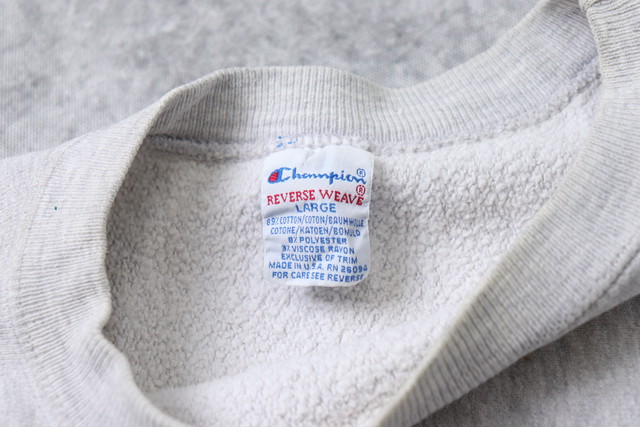 Champion®
REVERSE WEAVE®
LARGE
89% COTTON/COTON/BAUMWOLLE
COTONE/KATOEN/BOMULD
8% POLYESTER
3% VISCOSE RAYON
EXCLUSIVE OF TRIM
MADE IN U.S.A. RN 26094
FOR CARE SEE REVERSE